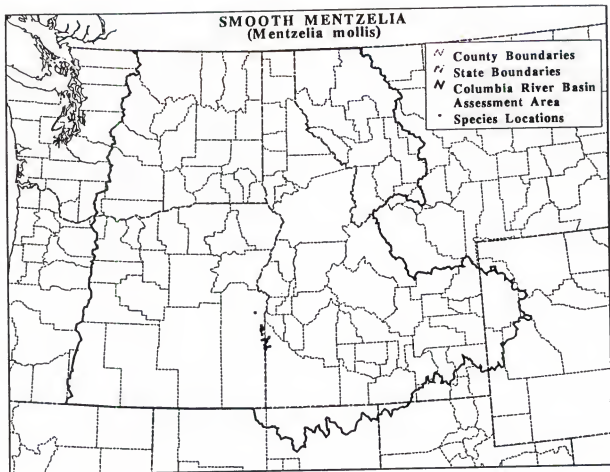 SMOOTH MENTZELIA
(Mentzelia mollis)
County Boundaries
State Boundaries
Columbia River Basin
Assessment Area
Species Locations